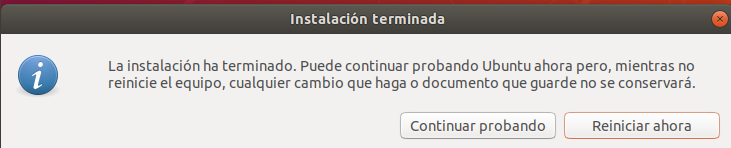 Instalación terminada
La instalación ha terminado. Puede continuar probando Ubuntu ahora pero, mientras no
reinicie el equipo, cualquier cambio que haga o documento que guarde no se conservará.
Continuar probando
Reiniciar ahora